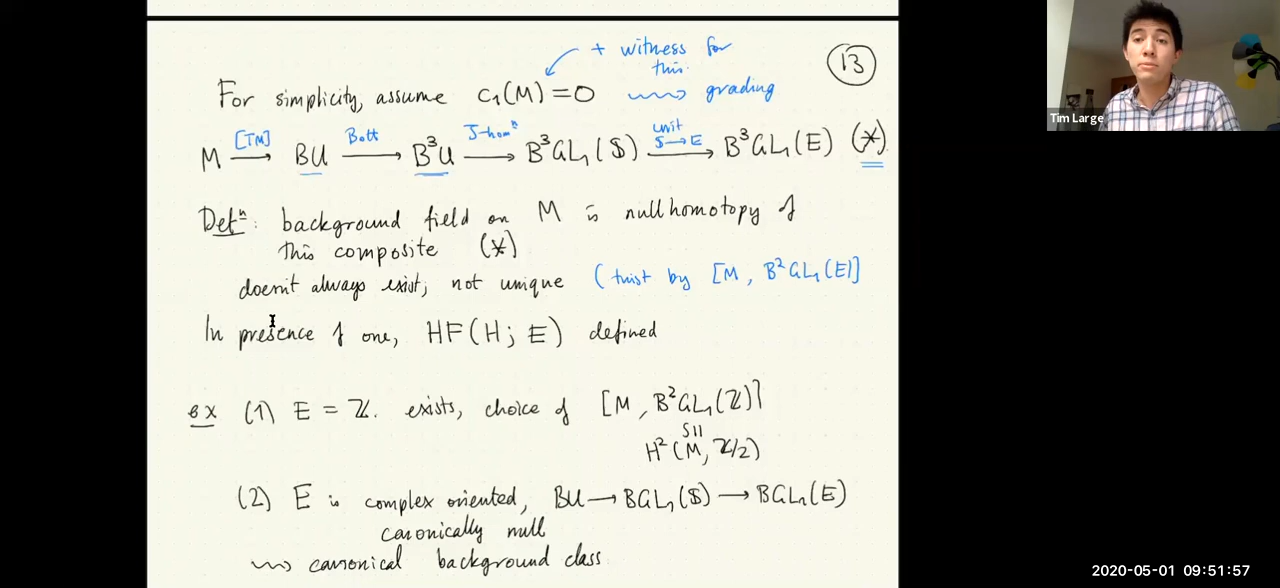 + witness for
this.
13
For simplicity, assume c₁(M)=0 ⟿ grading
[TM] Bott J-homⁿ unit S→E
M → BU → B³U → B³GL₁(𝕊) → B³GL₁(E) (*)
Defⁿ: background field on M is nullhomotopy of
this composite (*)
doesn't always exist; not unique (twist by [M, B²GL₁(E)]
In presence of one, HF(H; E) defined
ex (1) E = ℤ. exists, choice of [M, B²GL₁(ℤ)]
SII
H²(M, ℤ/2)
(2) E is complex oriented, BU → BGL₁(𝕊) → BGL₁(E)
canonically null
⟿ canonical background class
Tim Large
2020-05-01 09:51:57